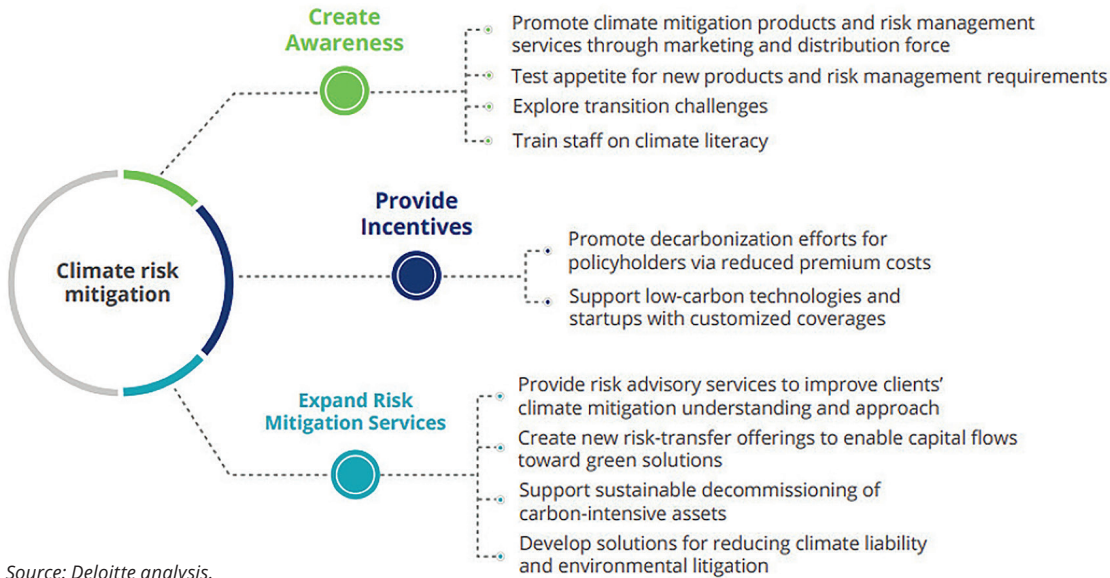 Create
Awareness
Promote climate mitigation products and risk management
services through marketing and distribution force
Test appetite for new products and risk management requirements
Explore transition challenges
Train staff on climate literacy
Climate risk
mitigation
Provide
Incentives
Promote decarbonization efforts for
policyholders via reduced premium costs
Support low-carbon technologies and
startups with customized coverages
Expand Risk
Mitigation Services
Provide risk advisory services to improve clients’
climate mitigation understanding and approach
Create new risk-transfer offerings to enable capital flows
toward green solutions
Support sustainable decommissioning of
carbon-intensive assets
Develop solutions for reducing climate liability
and environmental litigation
Source: Deloitte analysis.